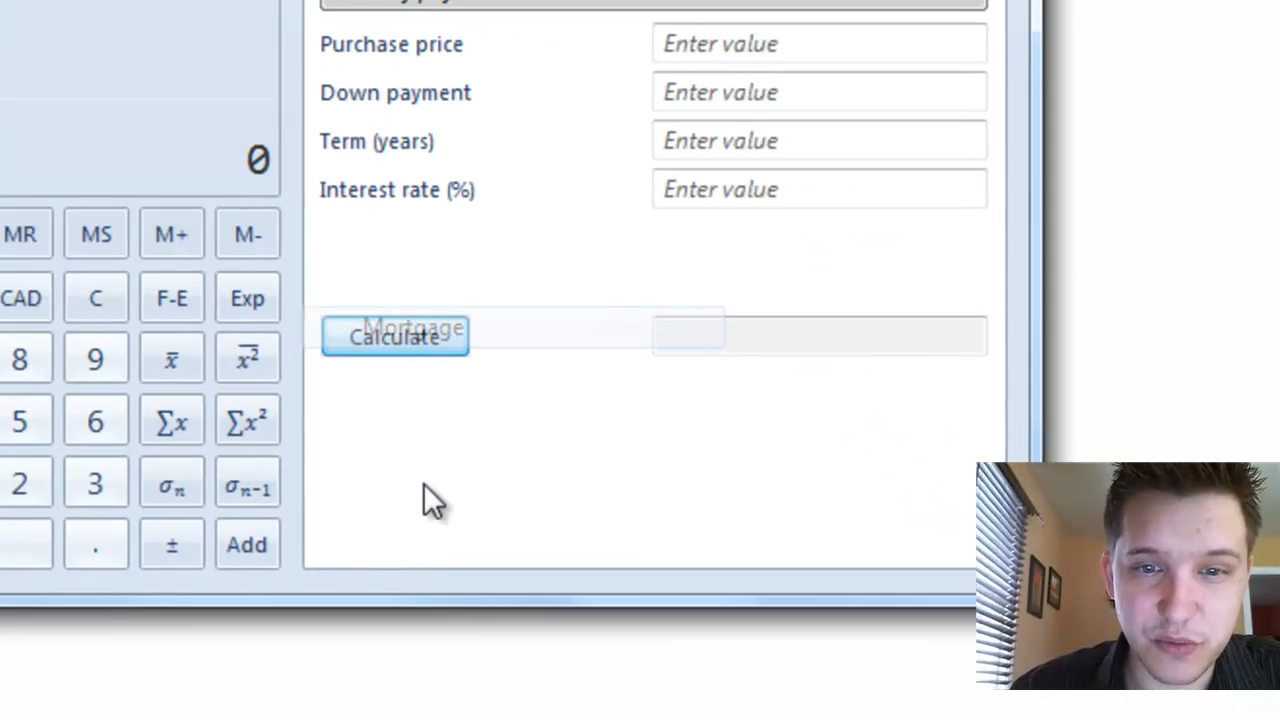 Purchase price Enter value
Down payment Enter value
Term (years) Enter value
Interest rate (%) Enter value
0
MR MS M+ M-
CAD C F-E Exp
Mortgage
Calculate
8 9 x̄ x̄²
5 6 ∑x ∑x²
2 3 σn σn-1
. ± Add